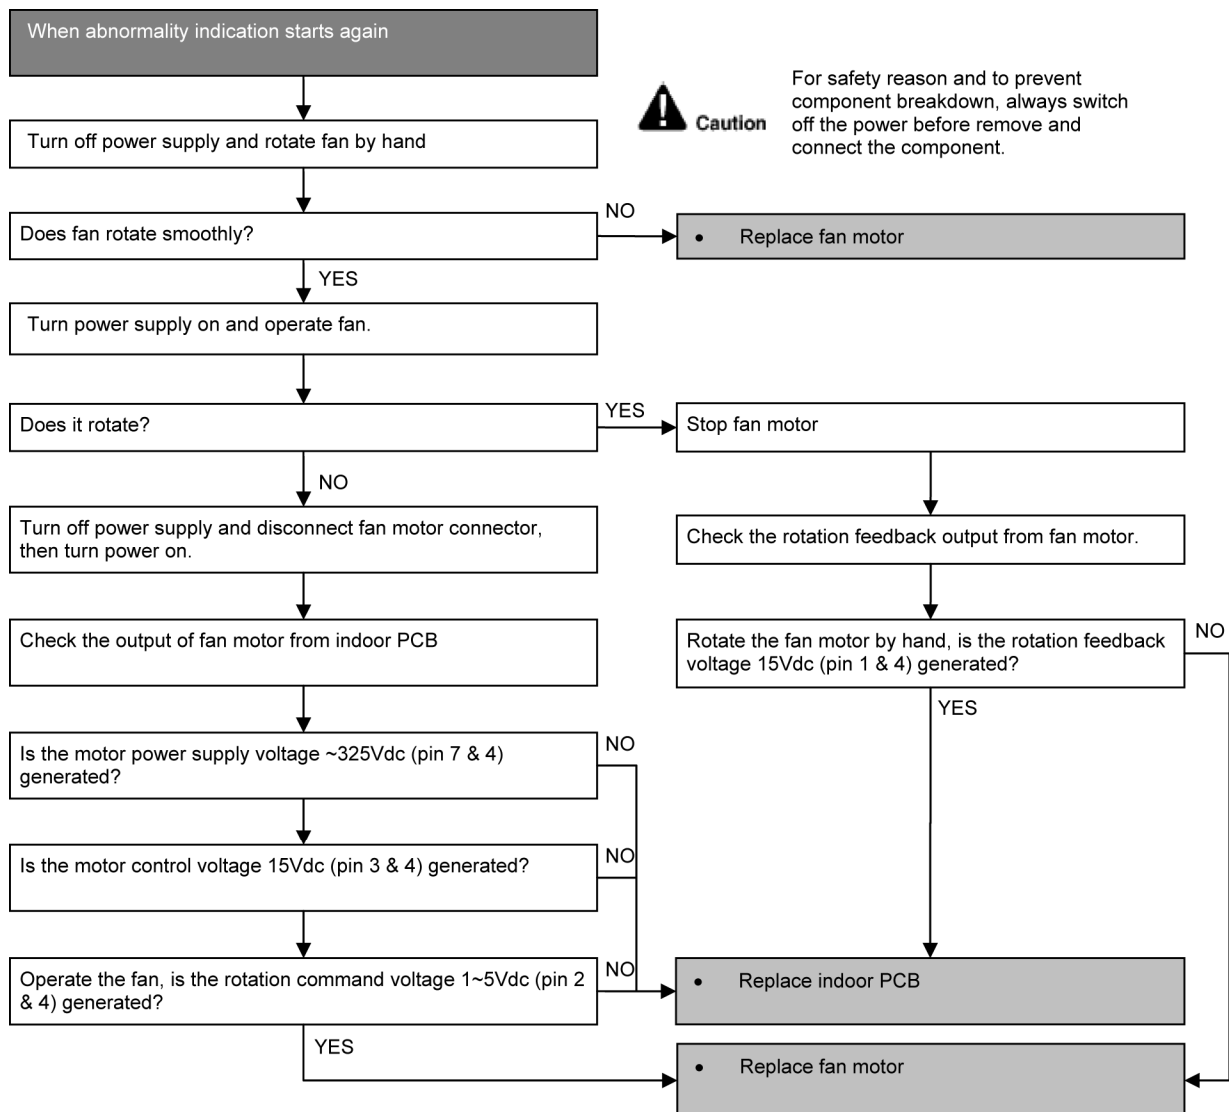 When abnormality indication starts again
For safety reason and to prevent
component breakdown, always switch
off the power before remove and
connect the component.
Caution
Turn off power supply and rotate fan by hand
Does fan rotate smoothly?
NO
• Replace fan motor
YES
Turn power supply on and operate fan.
Does it rotate?
YES
Stop fan motor
NO
Turn off power supply and disconnect fan motor connector,
then turn power on.
Check the rotation feedback output from fan motor.
Check the output of fan motor from indoor PCB
Rotate the fan motor by hand, is the rotation feedback
voltage 15Vdc (pin 1 & 4) generated?
NO
YES
Is the motor power supply voltage ~325Vdc (pin 7 & 4)
generated?
NO
Is the motor control voltage 15Vdc (pin 3 & 4) generated?
NO
Operate the fan, is the rotation command voltage 1~5Vdc (pin 2
& 4) generated?
NO
• Replace indoor PCB
YES
• Replace fan motor